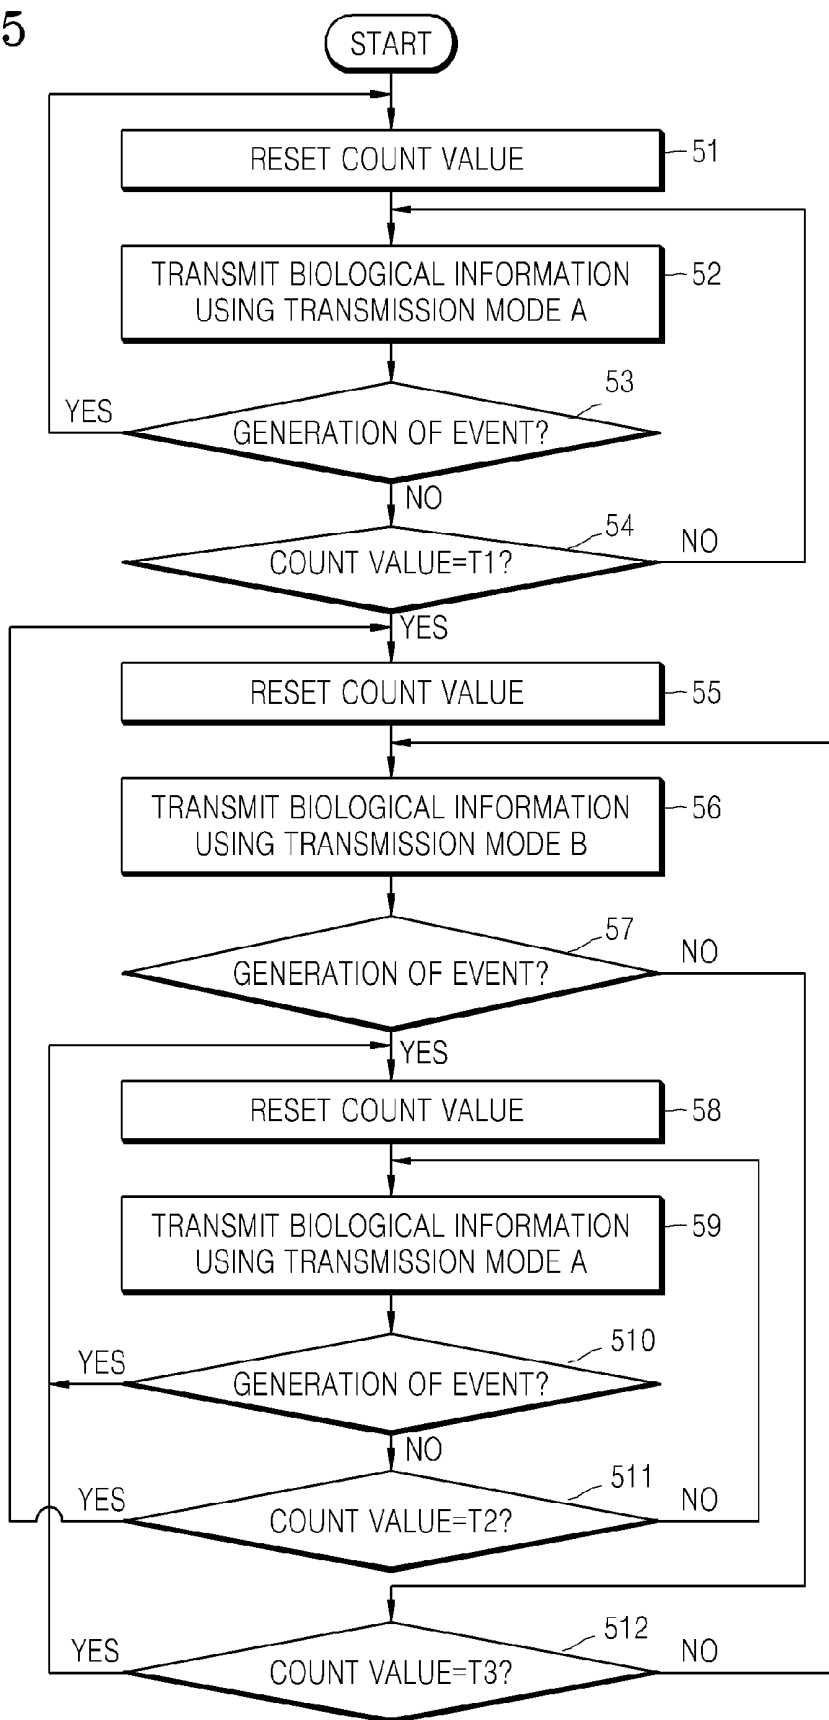 5
START
RESET COUNT VALUE
51
TRANSMIT BIOLOGICAL INFORMATION
USING TRANSMISSION MODE A
52
53
YES
GENERATION OF EVENT?
NO
54
COUNT VALUE=T1?
NO
YES
RESET COUNT VALUE
55
TRANSMIT BIOLOGICAL INFORMATION
USING TRANSMISSION MODE B
56
57
GENERATION OF EVENT?
NO
YES
RESET COUNT VALUE
58
TRANSMIT BIOLOGICAL INFORMATION
USING TRANSMISSION MODE A
59
510
YES
GENERATION OF EVENT?
NO
511
YES
COUNT VALUE=T2?
NO
512
YES
COUNT VALUE=T3?
NO